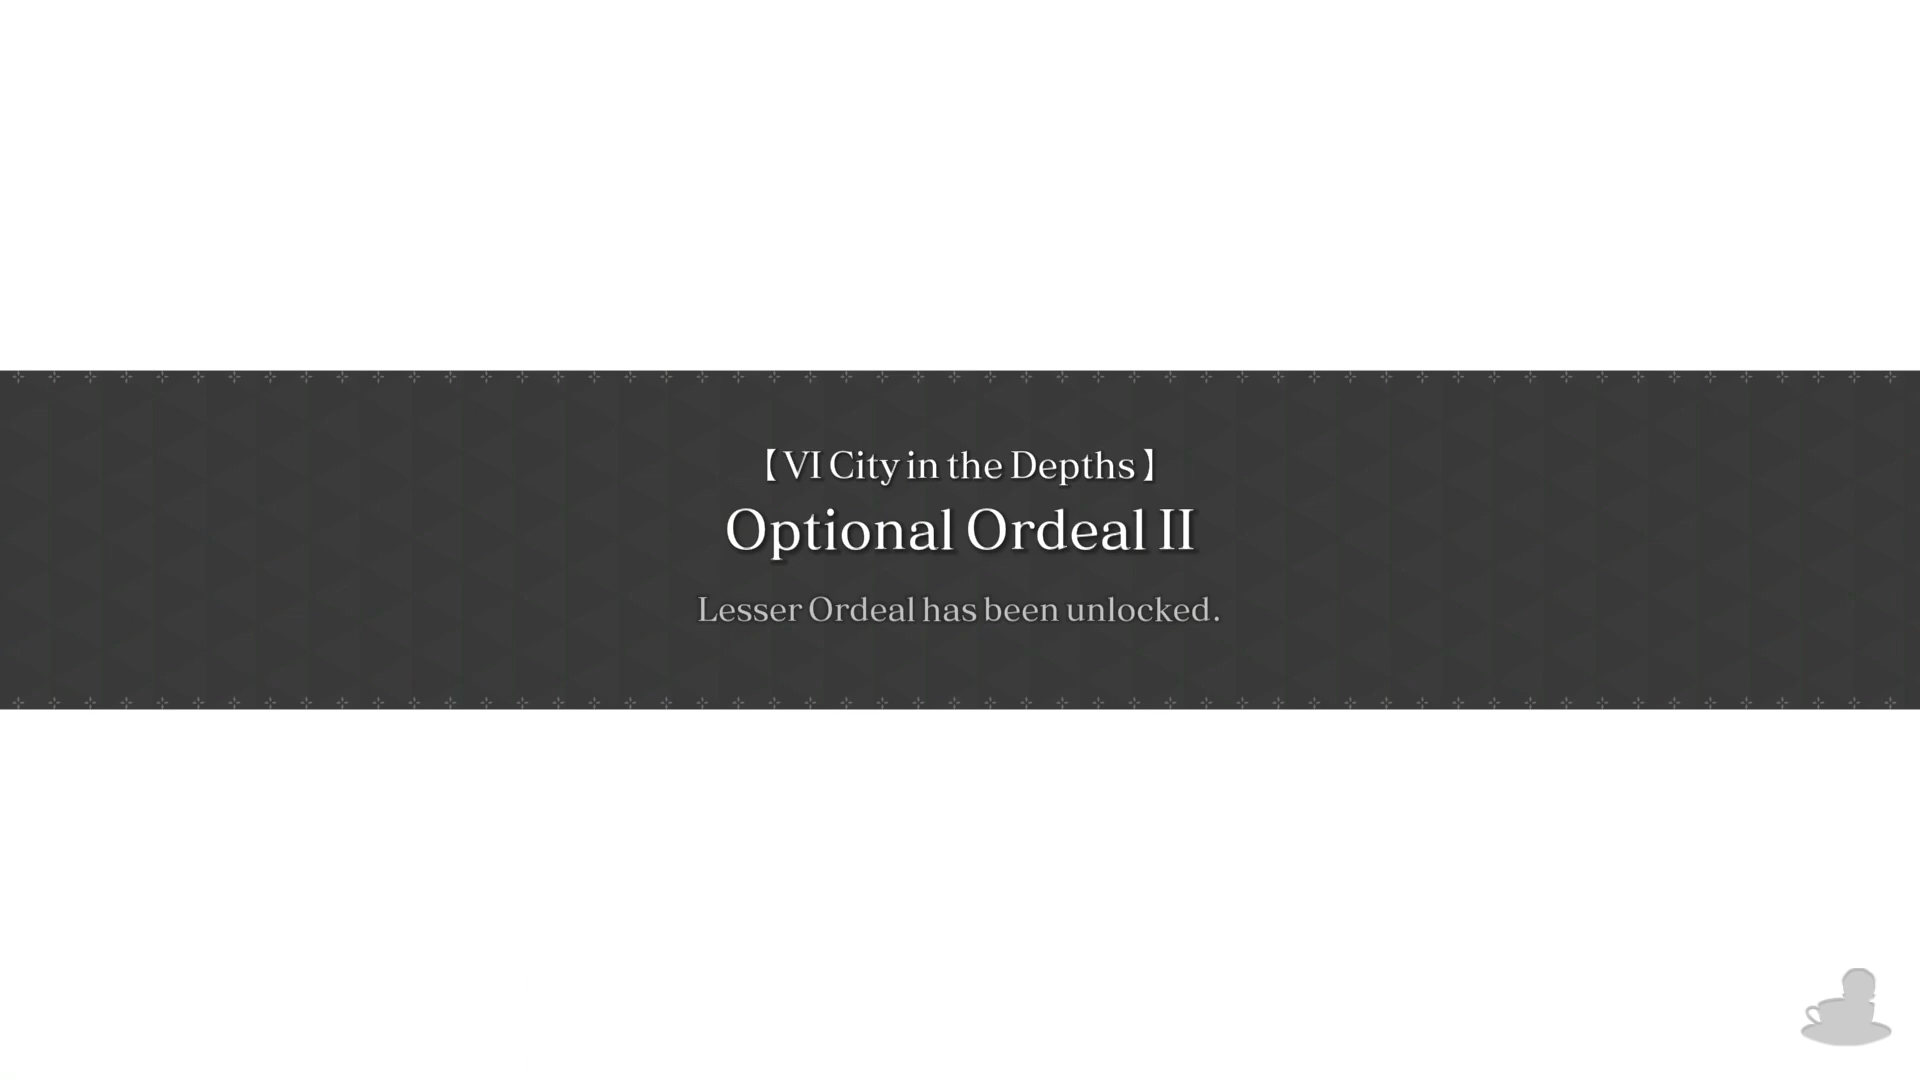 【VI City in the Depths】
Optional Ordeal II
Lesser Ordeal has been unlocked.